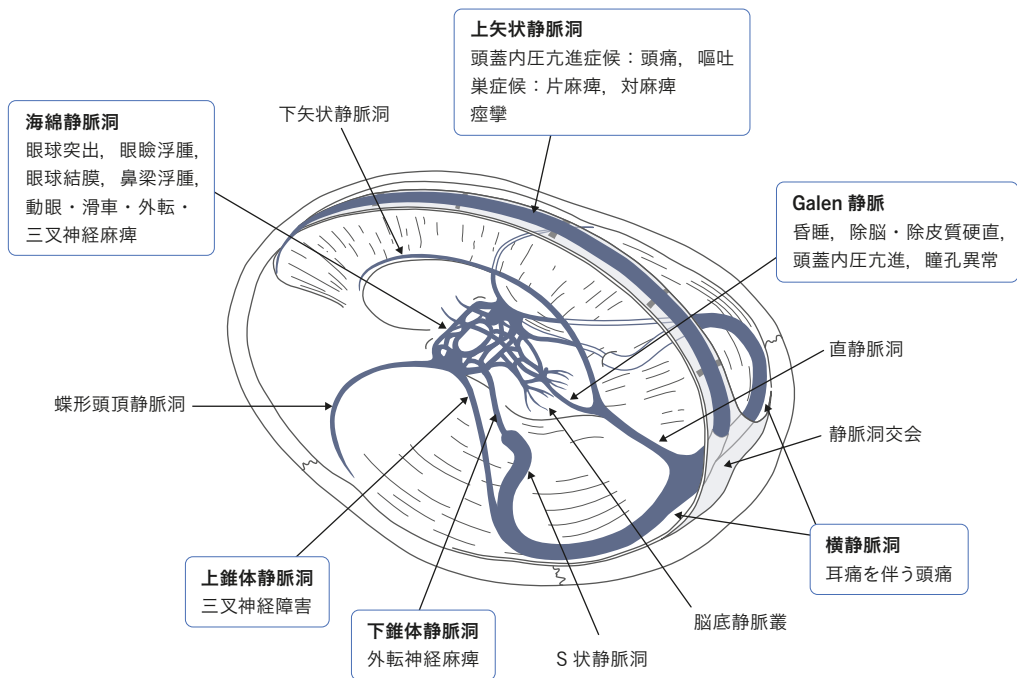 上矢状静脈洞
頭蓋内圧亢進症候：頭痛，嘔吐
巣症候：片麻痺，対麻痺
痙攣
下矢状静脈洞
海綿静脈洞
眼球突出，眼瞼浮腫，
眼球結膜，鼻梁浮腫，
動眼・滑車・外転・
三叉神経麻痺
Galen 静脈
昏睡，除脳・除皮質硬直，
頭蓋内圧亢進，瞳孔異常
直静脈洞
蝶形頭頂静脈洞
静脈洞交会
横静脈洞
耳痛を伴う頭痛
上錐体静脈洞
三叉神経障害
下錐体静脈洞
外転神経麻痺
脳底静脈叢
S 状静脈洞